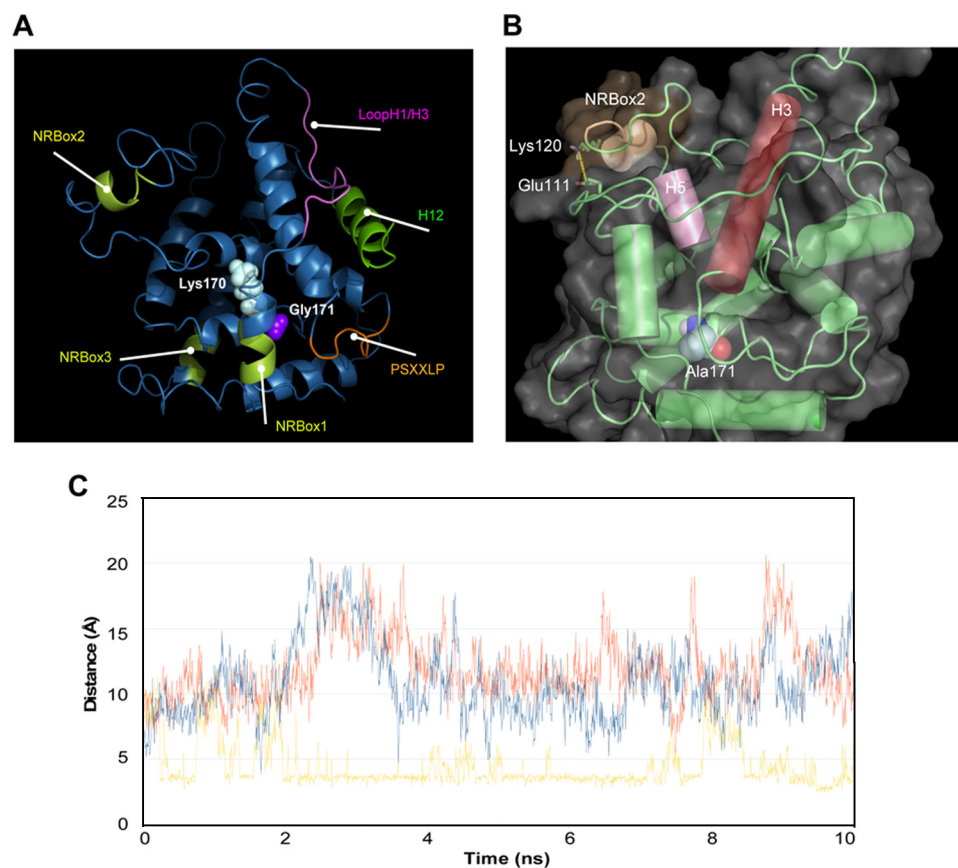 A
B
LoopH1/H3
NRBox2
H12
Lys170
Gly171
NRBox3
PSXXLP
NRBox1
NRBox2
H3
Lys120
Glu111
H5
Ala171
C
25
20
15
10
5
0
Distance (Å)
0 2 4 6 8 10
Time (ns)